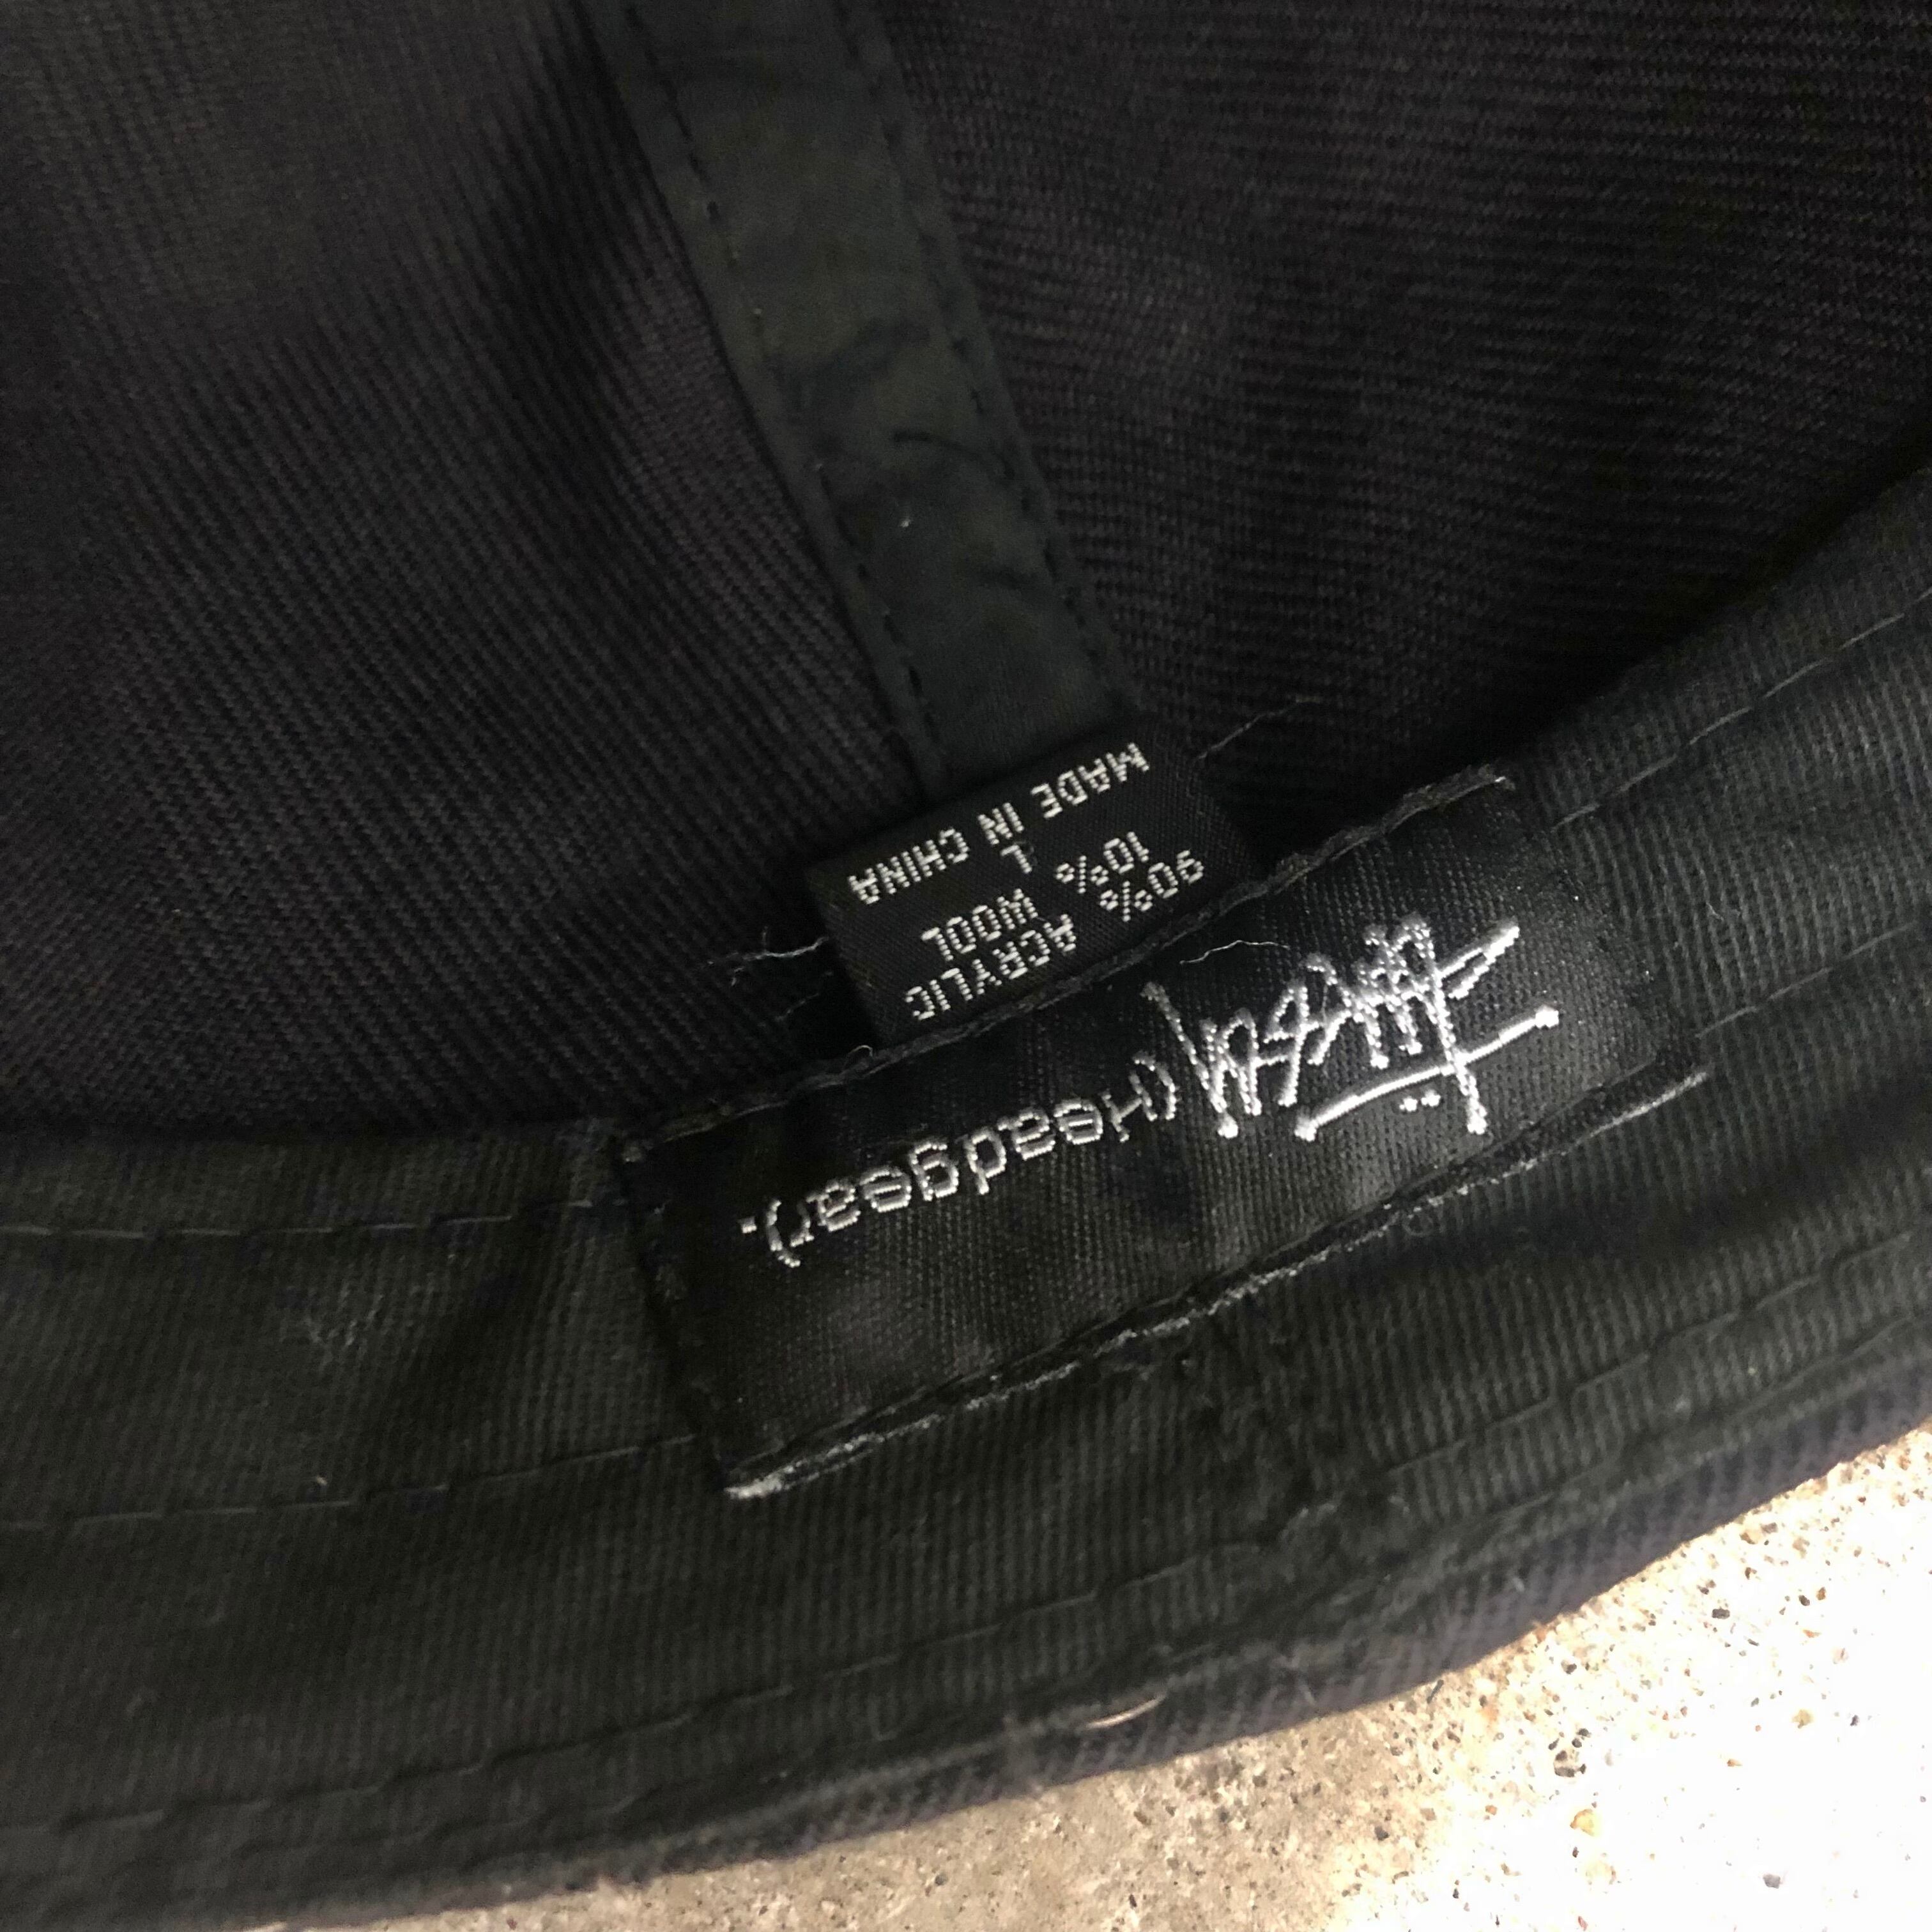 Stüssy (Headgear).
90% ACRYLIC
10% WOOL
L
MADE IN CHINA